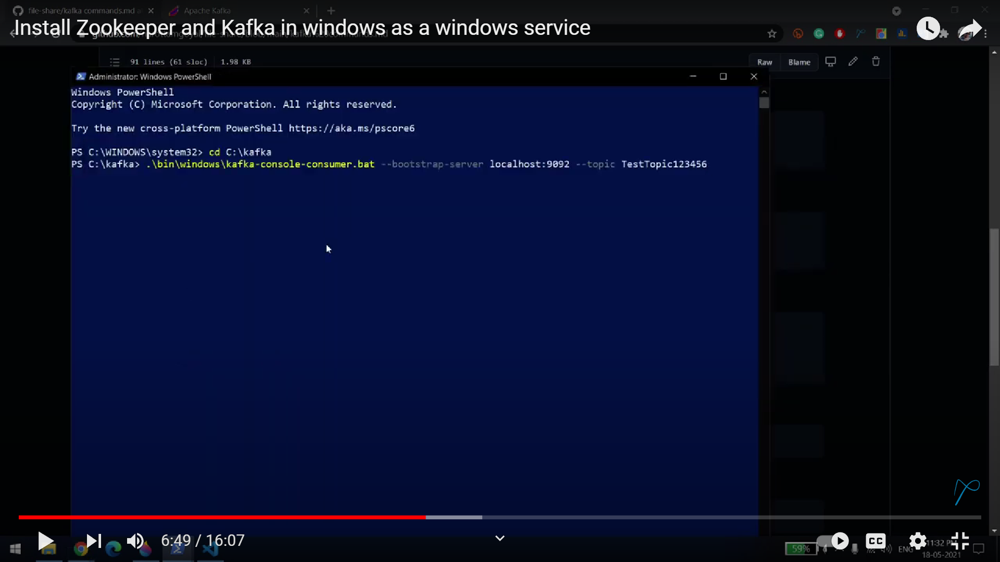 file-share/kafka commands.md a
Apache Kafka
Install Zookeeper and Kafka in windows as a windows service
91 lines (61 sloc)
1.98 KB
Raw
Blame
Administrator: Windows PowerShell
Windows PowerShell
Copyright (C) Microsoft Corporation. All rights reserved.
Try the new cross-platform PowerShell https://aka.ms/pscore6
PS C:\WINDOWS\system32> cd C:\kafka
PS C:\kafka> .\bin\windows\kafka-console-consumer.bat --bootstrap-server localhost:9092 --topic TestTopic123456
6:49 / 16:07
CC
59%
ENG
11:32 PM
18-05-2021